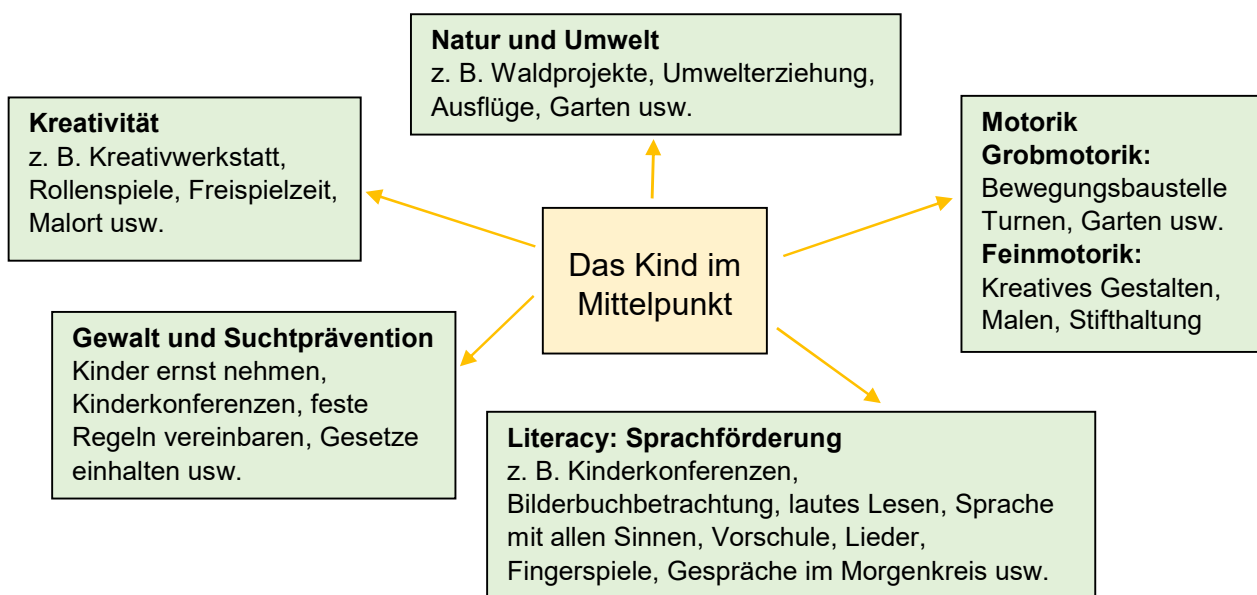 Natur und Umwelt
z. B. Waldprojekte, Umwelterziehung,
Ausflüge, Garten usw.
Kreativität
z. B. Kreativwerkstatt,
Rollenspiele, Freispielzeit,
Malort usw.
Motorik
Grobmotorik:
Bewegungsbaustelle
Turnen, Garten usw.
Feinmotorik:
Kreatives Gestalten,
Malen, Stifthaltung
Das Kind im
Mittelpunkt
Gewalt und Suchtprävention
Kinder ernst nehmen,
Kinderkonferenzen, feste
Regeln vereinbaren, Gesetze
einhalten usw.
Literacy: Sprachförderung
z. B. Kinderkonferenzen,
Bilderbuchbetrachtung, lautes Lesen, Sprache
mit allen Sinnen, Vorschule, Lieder,
Fingerspiele, Gespräche im Morgenkreis usw.